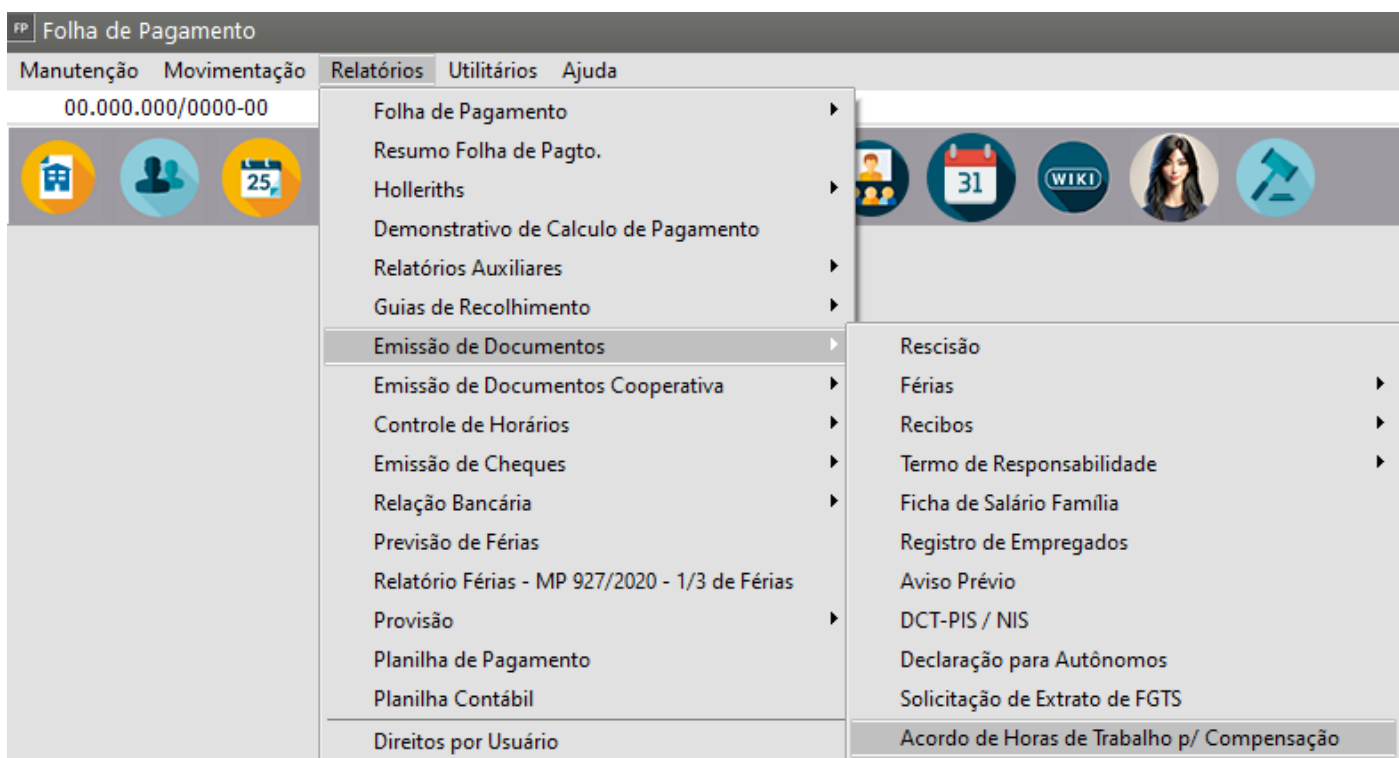 FP Folha de Pagamento
Manutenção Movimentação Relatórios Utilitários Ajuda
00.000.000/0000-00
25
31
WIKI
Folha de Pagamento
Resumo Folha de Pagto.
Holleriths
Demonstrativo de Calculo de Pagamento
Relatórios Auxiliares
Guias de Recolhimento
Emissão de Documentos
Emissão de Documentos Cooperativa
Controle de Horários
Emissão de Cheques
Relação Bancária
Previsão de Férias
Relatório Férias - MP 927/2020 - 1/3 de Férias
Provisão
Planilha de Pagamento
Planilha Contábil
Direitos por Usuário
Rescisão
Férias
Recibos
Termo de Responsabilidade
Ficha de Salário Família
Registro de Empregados
Aviso Prévio
DCT-PIS / NIS
Declaração para Autônomos
Solicitação de Extrato de FGTS
Acordo de Horas de Trabalho p/ Compensação